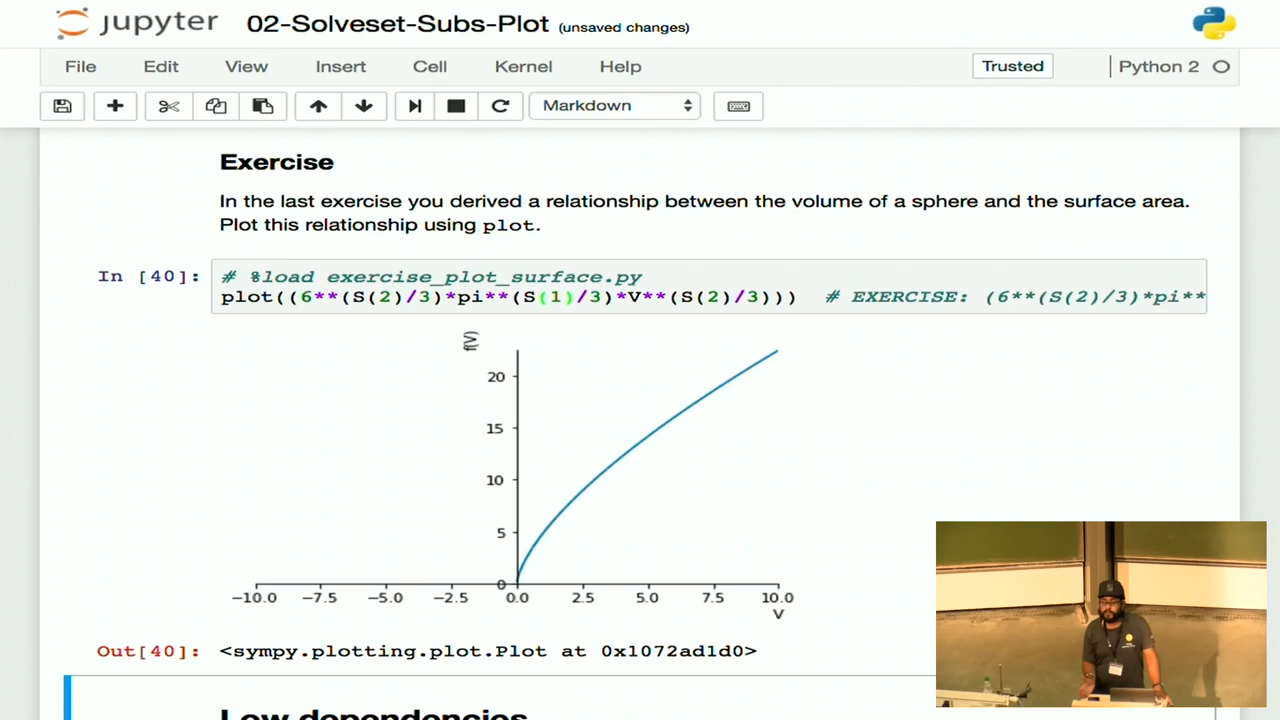 jupyter 02-Solveset-Subs-Plot (unsaved changes)
File Edit View Insert Cell Kernel Help Trusted Python 2
Markdown
Exercise
In the last exercise you derived a relationship between the volume of a sphere and the surface area.
Plot this relationship using plot.
In [40]: # %load exercise_plot_surface.py
plot((6**(S(2)/3)*pi**(S(1)/3)*V**(S(2)/3))) # EXERCISE: (6**(S(2)/3)*pi**
f(V)
20
15
10
5
0
−10.0 −7.5 −5.0 −2.5 0.0 2.5 5.0 7.5 10.0
V
Out[40]: <sympy.plotting.plot.Plot at 0x1072ad1d0>
Low dependencies